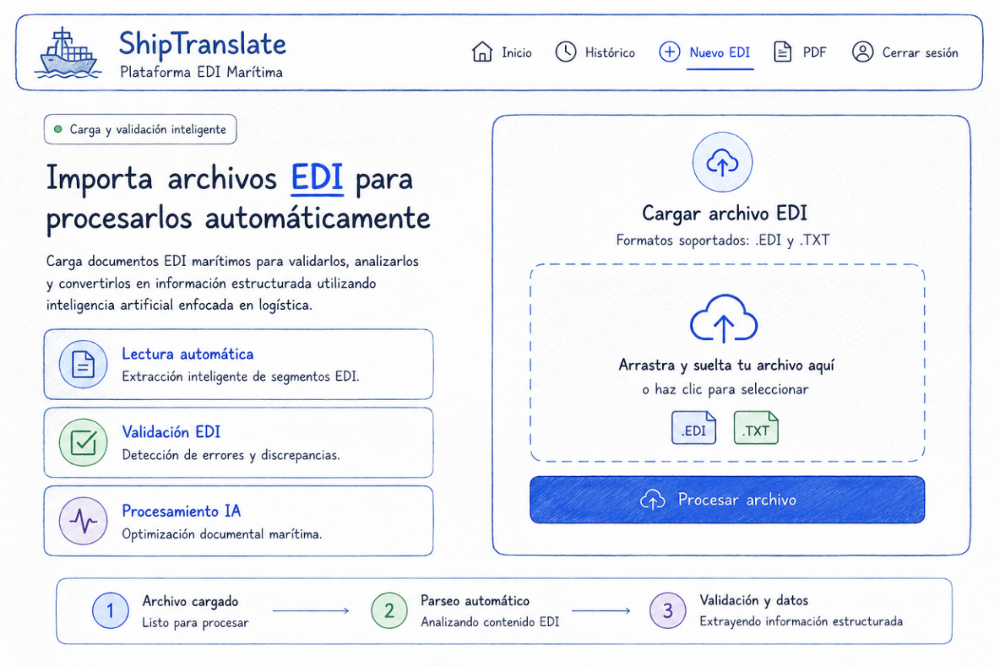 ShipTranslate
Plataforma EDI Marítima
Inicio
Histórico
Nuevo EDI
PDF
Cerrar sesión
Carga y validación inteligente
Importa archivos EDI para
procesarlos automáticamente
Carga documentos EDI marítimos para validarlos, analizarlos
y convertirlos en información estructurada utilizando
inteligencia artificial enfocada en logística.
Lectura automática
Extracción inteligente de segmentos EDI.
Validación EDI
Detección de errores y discrepancias.
Procesamiento IA
Optimización documental marítima.
Cargar archivo EDI
Formatos soportados: .EDI y .TXT
Arrastra y suelta tu archivo aquí
o haz clic para seleccionar
.EDI
.TXT
Procesar archivo
1
Archivo cargado
Listo para procesar
2
Parseo automático
Analizando contenido EDI
3
Validación y datos
Extrayendo información estructurada